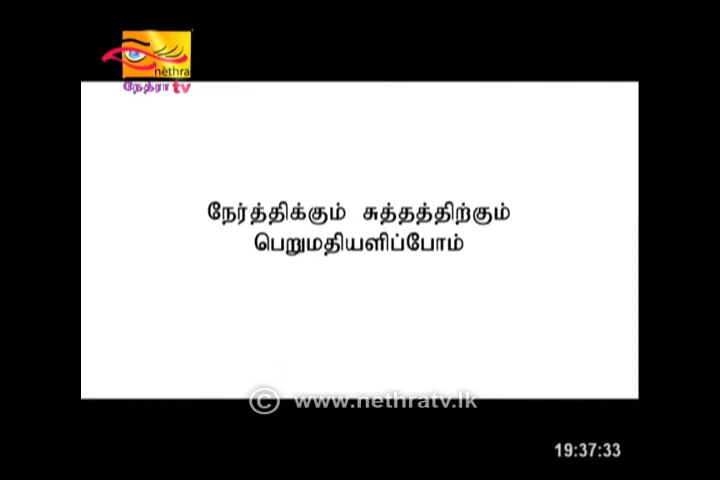 nethra
நேத்ரா tv
நேர்த்திக்கும் சுத்தத்திற்கும்
பெறுமதியளிப்போம்
© www.nethratv.lk
19:37:33